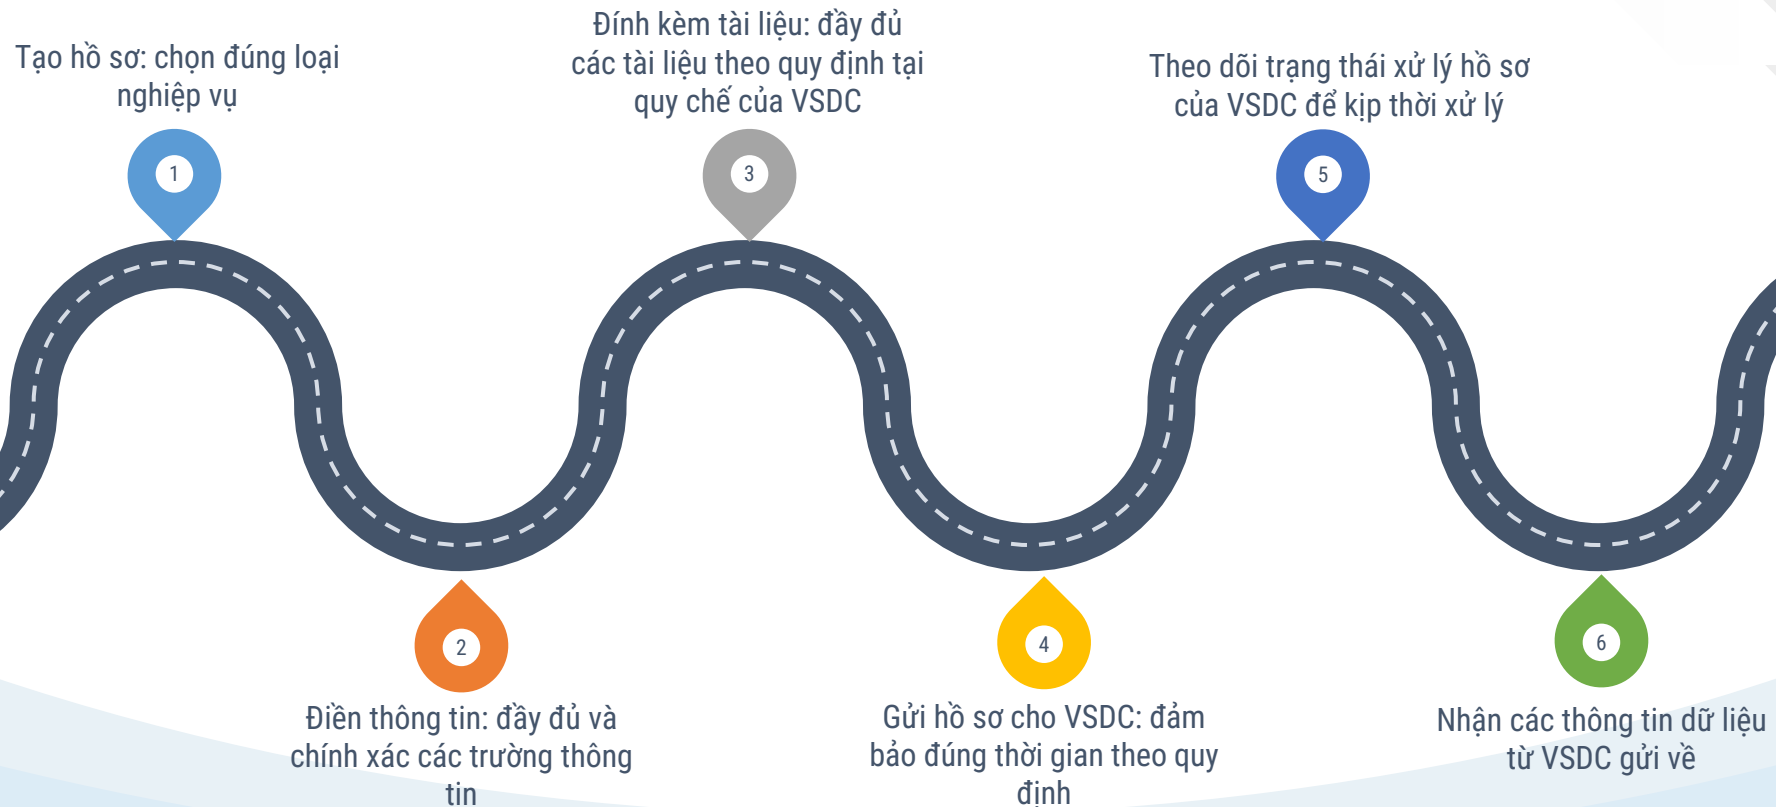 Tạo hồ sơ: chọn đúng loại
nghiệp vụ
1
Điền thông tin: đầy đủ và
chính xác các trường thông
tin
2
Đính kèm tài liệu: đầy đủ
các tài liệu theo quy định tại
quy chế của VSDC
3
Gửi hồ sơ cho VSDC: đảm
bảo đúng thời gian theo quy
định
4
Theo dõi trạng thái xử lý hồ sơ
của VSDC để kịp thời xử lý
5
Nhận các thông tin dữ liệu
từ VSDC gửi về
6